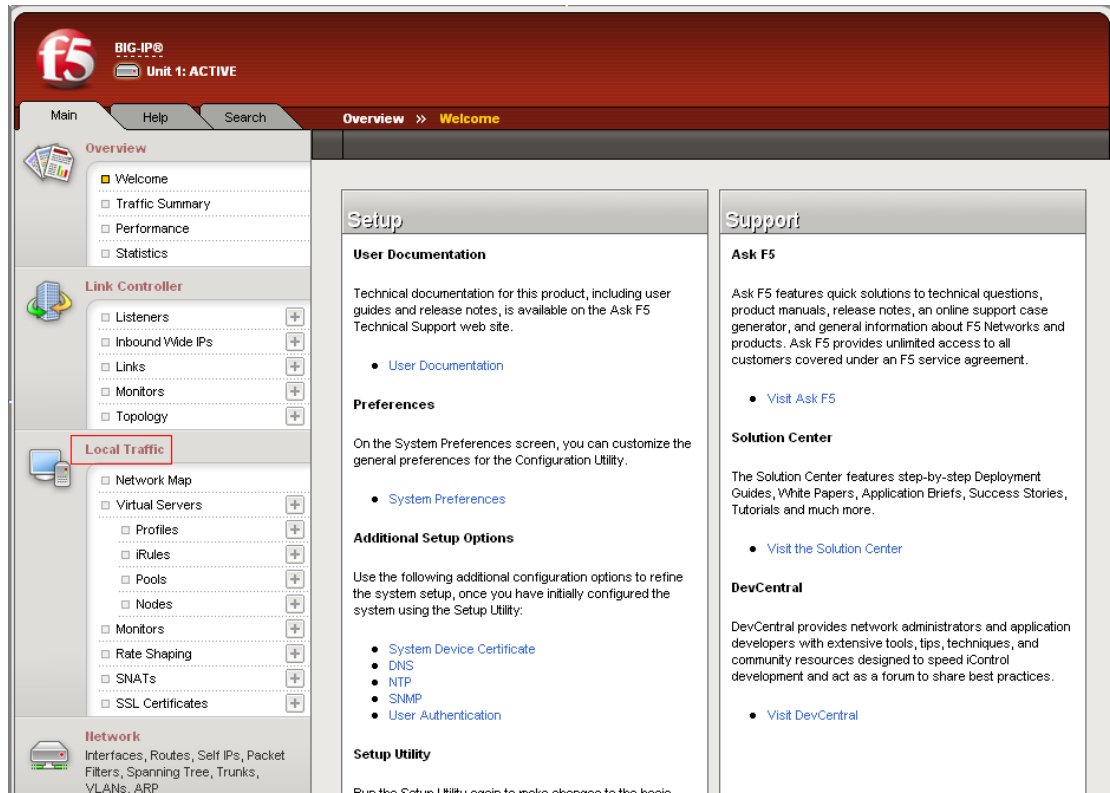 f5
BIG-IP®
Unit 1: ACTIVE
Main
Help
Search
Overview » Welcome
Overview
Welcome
Traffic Summary
Performance
Statistics
Link Controller
Listeners
Inbound Wide IPs
Links
Monitors
Topology
Local Traffic
Network Map
Virtual Servers
Profiles
iRules
Pools
Nodes
Monitors
Rate Shaping
SNATs
SSL Certificates
Network
Interfaces, Routes, Self IPs, Packet
Filters, Spanning Tree, Trunks,
VLANs, ARP
Setup
User Documentation
Technical documentation for this product, including user
guides and release notes, is available on the Ask F5
Technical Support web site.
User Documentation
Preferences
On the System Preferences screen, you can customize the
general preferences for the Configuration Utility.
System Preferences
Additional Setup Options
Use the following additional configuration options to refine
the system setup, once you have initially configured the
system using the Setup Utility:
System Device Certificate
DNS
NTP
SNMP
User Authentication
Setup Utility
Run the Setup Utility again to make changes to the basic
Support
Ask F5
Ask F5 features quick solutions to technical questions,
product manuals, release notes, an online support case
generator, and general information about F5 Networks and
products. Ask F5 provides unlimited access to all
customers covered under an F5 service agreement.
Visit Ask F5
Solution Center
The Solution Center features step-by-step Deployment
Guides, White Papers, Application Briefs, Success Stories,
Tutorials and much more.
Visit the Solution Center
DevCentral
DevCentral provides network administrators and application
developers with extensive tools, tips, techniques, and
community resources designed to speed iControl
development and act as a forum to share best practices.
Visit DevCentral